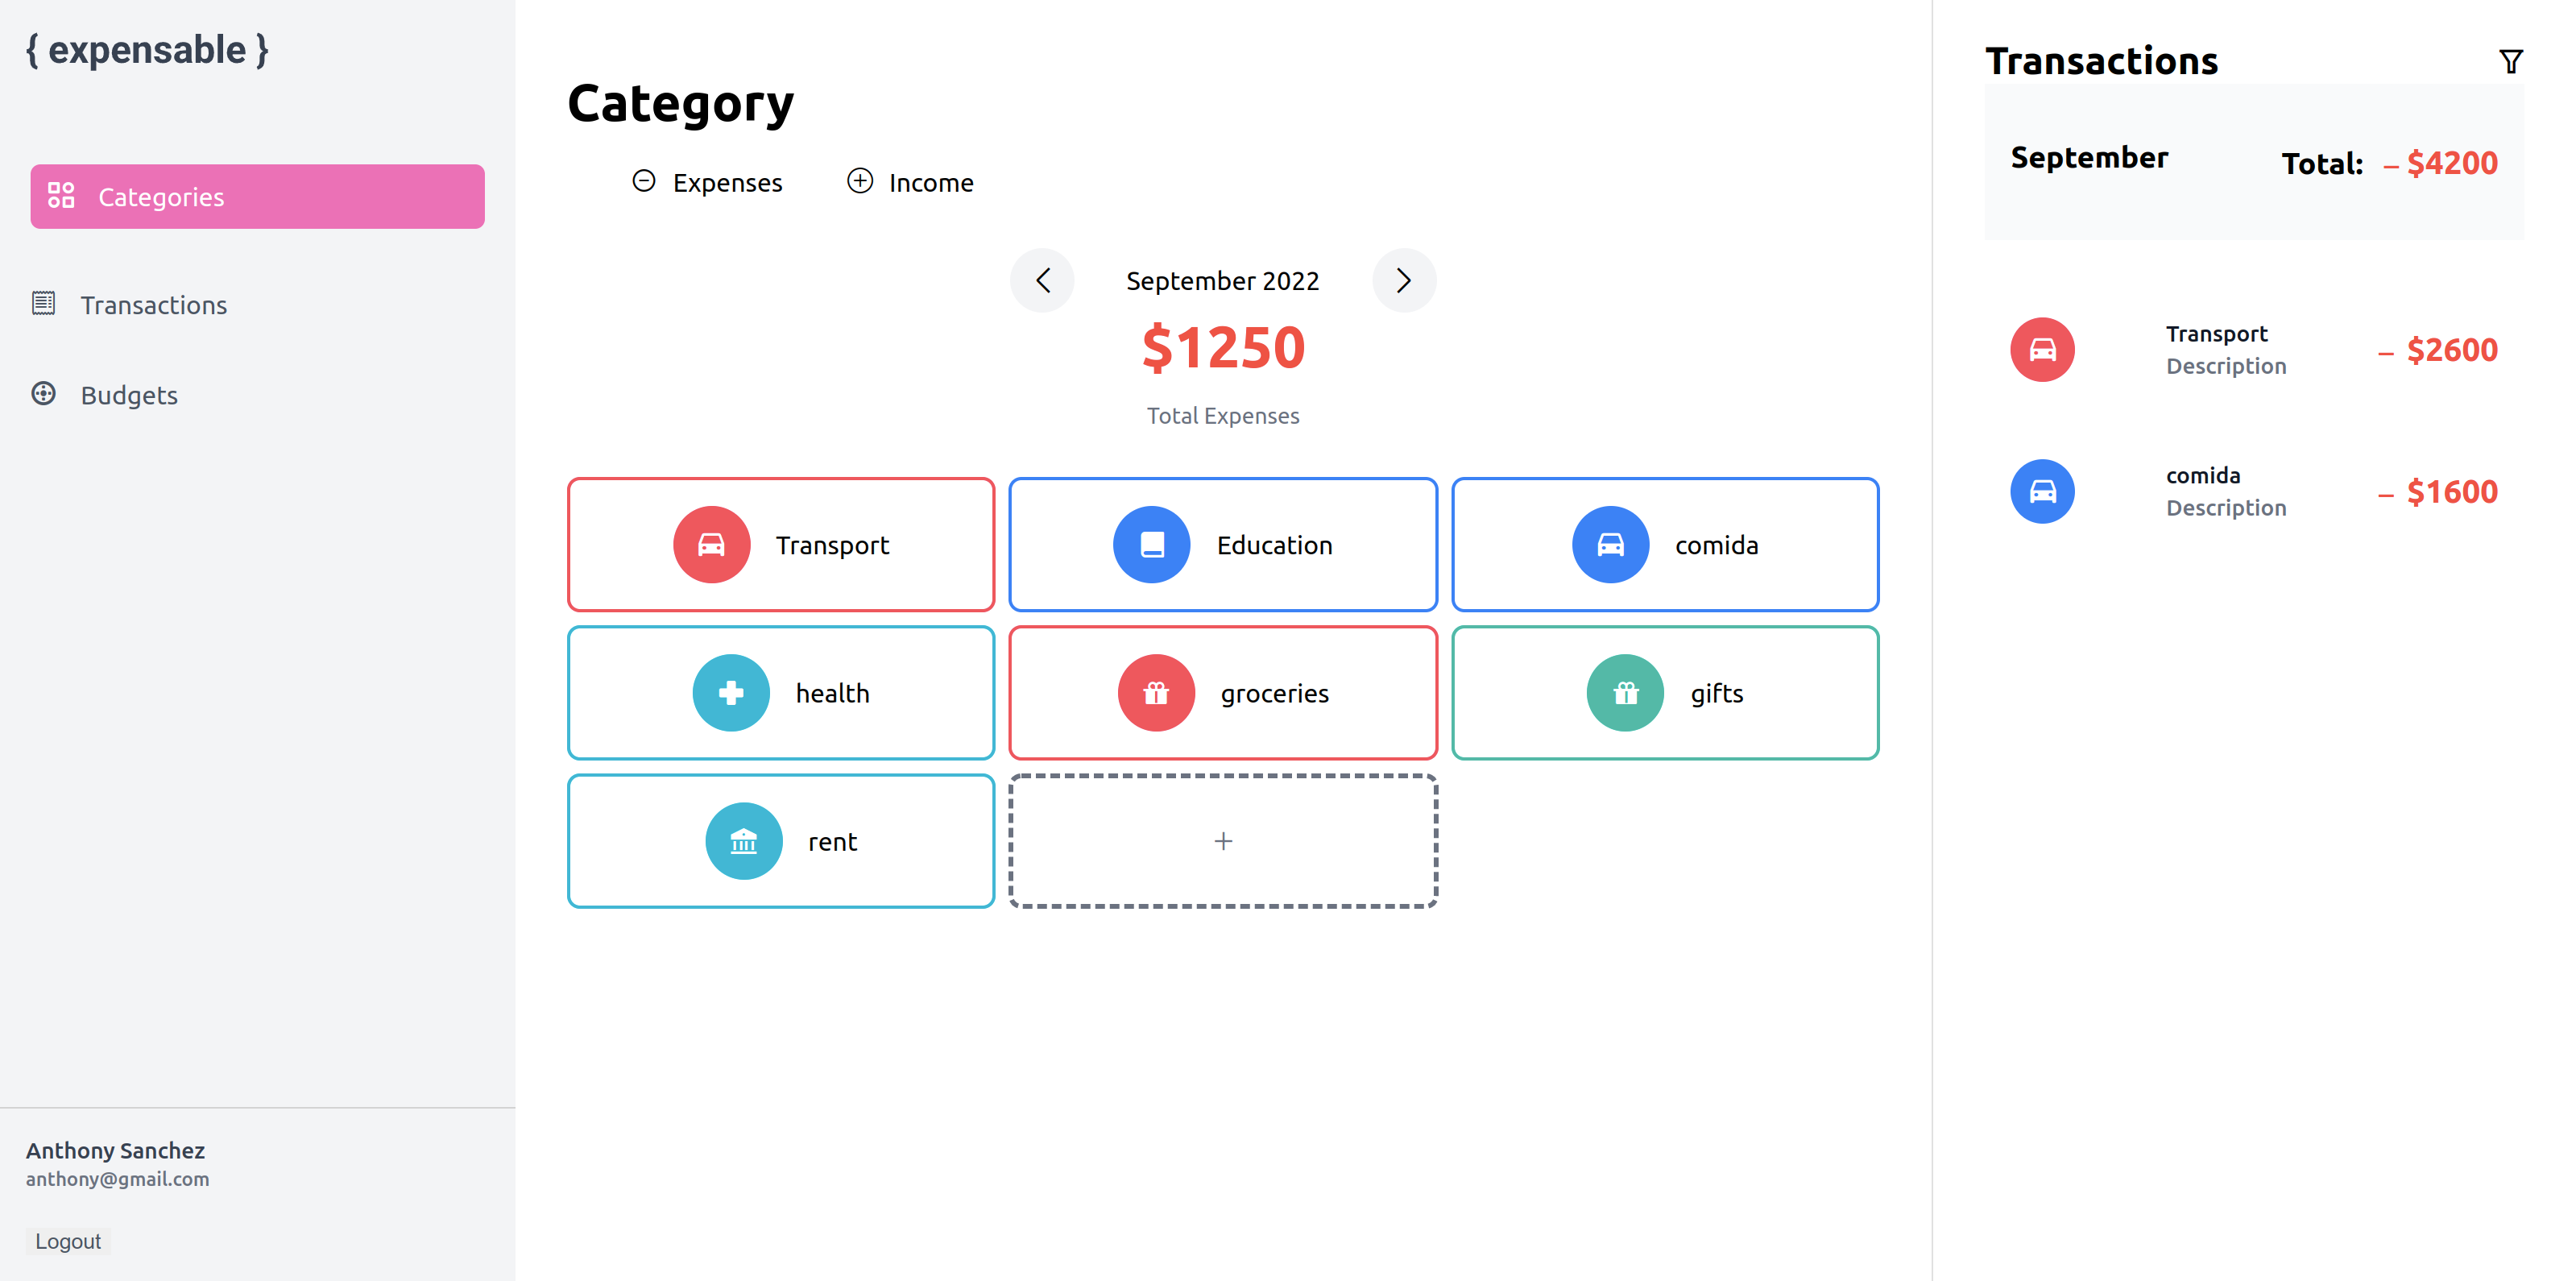 { expensable }
Categories
Transactions
Budgets
Anthony Sanchez
anthony@gmail.com
Logout
Category
Expenses
Income
September 2022
$1250
Total Expenses
Transport
Education
comida
health
groceries
gifts
rent
+
Transactions
September
Total: – $4200
Transport
Description
– $2600
comida
Description
– $1600